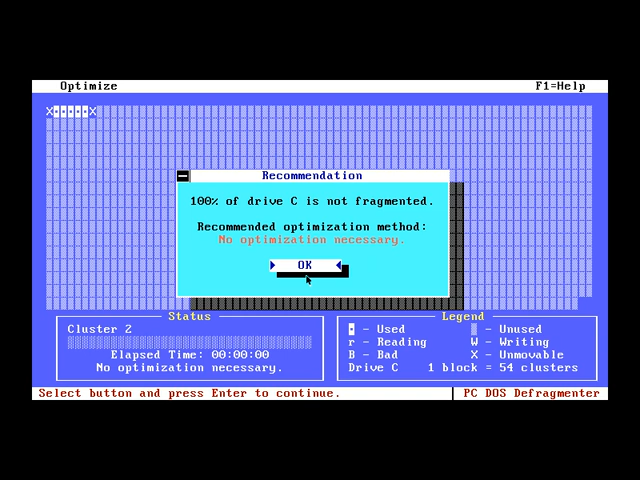 Optimize F1=Help
X•••••X
Recommendation
100% of drive C is not fragmented.
Recommended optimization method:
No optimization necessary.
OK
Status
Cluster 2
Elapsed Time: 00:00:00
No optimization necessary.
Legend
• - Used ░ - Unused
r - Reading W - Writing
B - Bad X - Unmovable
Drive C 1 block = 54 clusters
Select button and press Enter to continue. PC DOS Defragmenter